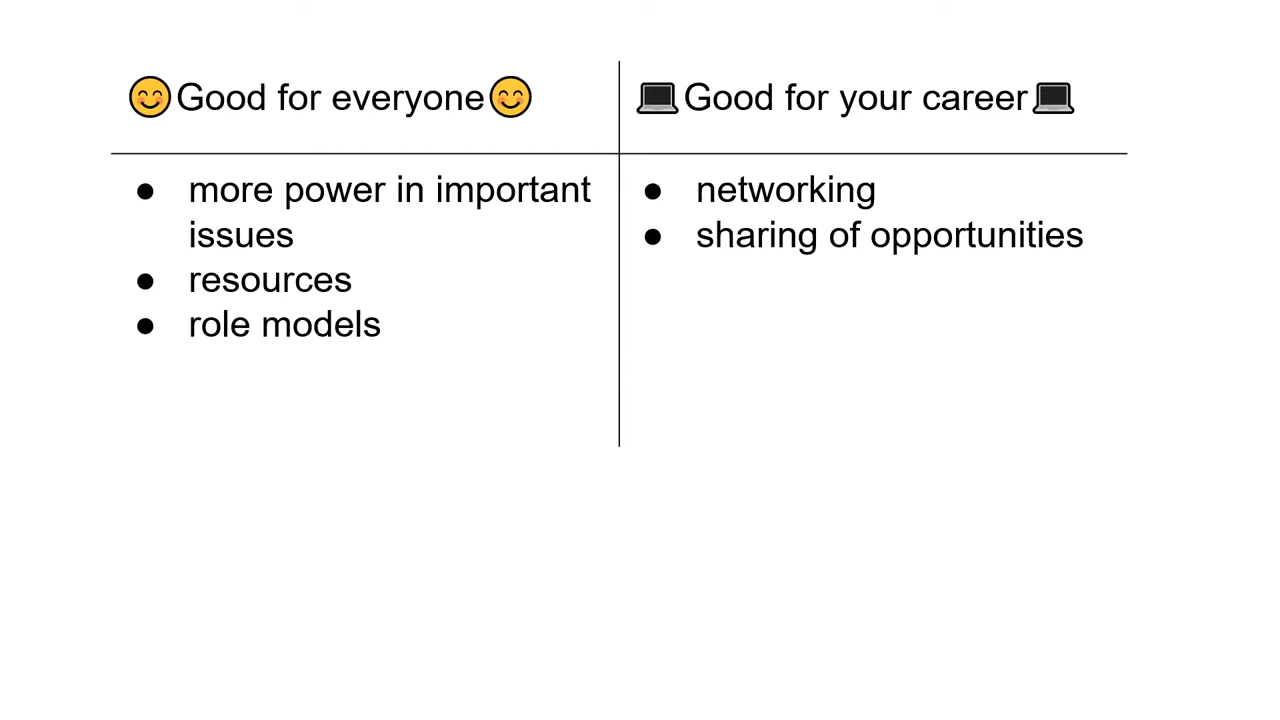 😊Good for everyone😊
💻Good for your career💻
● more power in important
issues
● resources
● role models
● networking
● sharing of opportunities